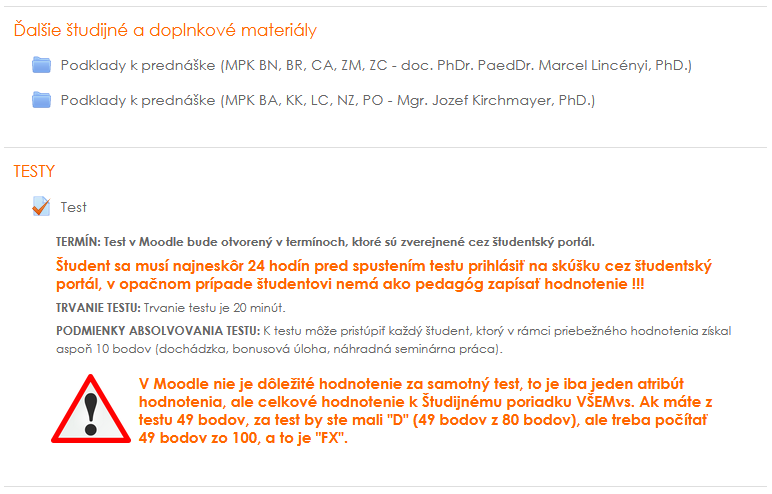 Ďalšie študijné a doplnkové materiály
Podklady k prednáške (MPK BN, BR, CA, ZM, ZC - doc. PhDr. PaedDr. Marcel Lincényi, PhD.)
Podklady k prednáške (MPK BA, KK, LC, NZ, PO - Mgr. Jozef Kirchmayer, PhD.)
TESTY
Test
TERMÍN: Test v Moodle bude otvorený v termínoch, ktoré sú zverejnené cez študentský portál.
Študent sa musí najneskôr 24 hodín pred spustením testu prihlásiť na skúšku cez študentský
portál, v opačnom prípade študentovi nemá ako pedagóg zapísať hodnotenie !!!
TRVANIE TESTU: Trvanie testu je 20 minút.
PODMIENKY ABSOLVOVANIA TESTU: K testu môže pristúpiť každý študent, ktorý v rámci priebežného hodnotenia získal
aspoň 10 bodov (dochádzka, bonusová úloha, náhradná seminárna práca).
V Moodle nie je dôležité hodnotenie za samotný test, to je iba jeden atribút
hodnotenia, ale celkové hodnotenie k Študijnému poriadku VŠEMvs. Ak máte z
testu 49 bodov, za test by ste mali "D" (49 bodov z 80 bodov), ale treba počítať
49 bodov zo 100, a to je "FX".